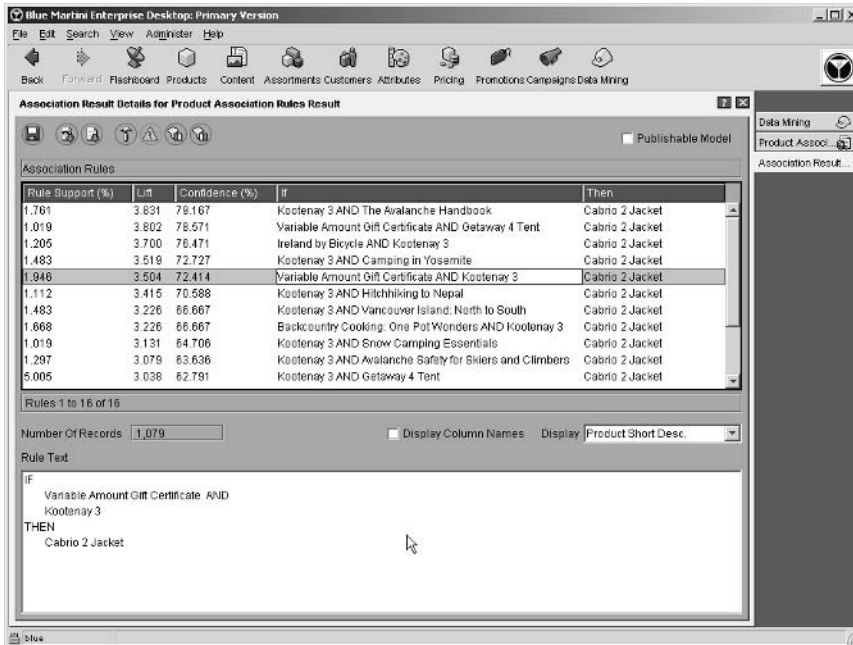 Blue Martini Enterprise Desktop: Primary Version
File Edit Search View Administer Help
Back Forward Flashboard Products Content Assortments Customers Attributes Pricing Promotions Campaigns Data Mining
Association Result Details for Product Association Rules Result
Publishable Model
Data Mining
Product Associ...
Association Result...
Association Rules
Rule Support (%) Lift Confidence (%) If Then
1.761 3.831 79.167 Kootenay 3 AND The Avalanche Handbook Cabrio 2 Jacket
1.019 3.802 78.571 Variable Amount Gift Certificate AND Getaway 4 Tent Cabrio 2 Jacket
1.205 3.700 76.471 Ireland by Bicycle AND Kootenay 3 Cabrio 2 Jacket
1.483 3.519 72.727 Kootenay 3 AND Camping in Yosemite Cabrio 2 Jacket
1.946 3.504 72.414 Variable Amount Gift Certificate AND Kootenay 3 Cabrio 2 Jacket
1.112 3.415 70.588 Kootenay 3 AND Hitchhiking to Nepal Cabrio 2 Jacket
1.483 3.226 66.667 Kootenay 3 AND Vancouver Island: North to South Cabrio 2 Jacket
1.668 3.226 66.667 Backcountry Cooking: One Pot Wonders AND Kootenay 3 Cabrio 2 Jacket
1.019 3.131 64.706 Kootenay 3 AND Snow Camping Essentials Cabrio 2 Jacket
1.297 3.079 63.636 Kootenay 3 AND Avalanche Safety for Skiers and Climbers Cabrio 2 Jacket
5.005 3.038 62.791 Kootenay 3 AND Getaway 4 Tent Cabrio 2 Jacket
Rules 1 to 16 of 16
Number Of Records 1,079 Display Column Names Display Product Short Desc.
Rule Text
IF
Variable Amount Gift Certificate AND
Kootenay 3
THEN
Cabrio 2 Jacket
blue